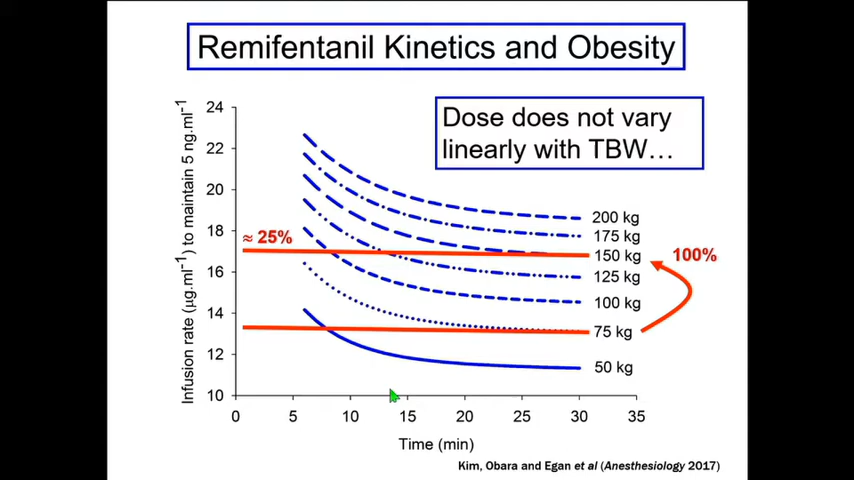 Remifentanil Kinetics and Obesity
Dose does not vary
linearly with TBW…
Infusion rate (μg.ml⁻¹) to maintain 5 ng.ml⁻¹
24
22
20
18
16
14
12
10
≈ 25%
100%
200 kg
175 kg
150 kg
125 kg
100 kg
75 kg
50 kg
0 5 10 15 20 25 30 35
Time (min)
Kim, Obara and Egan et al (Anesthesiology 2017)